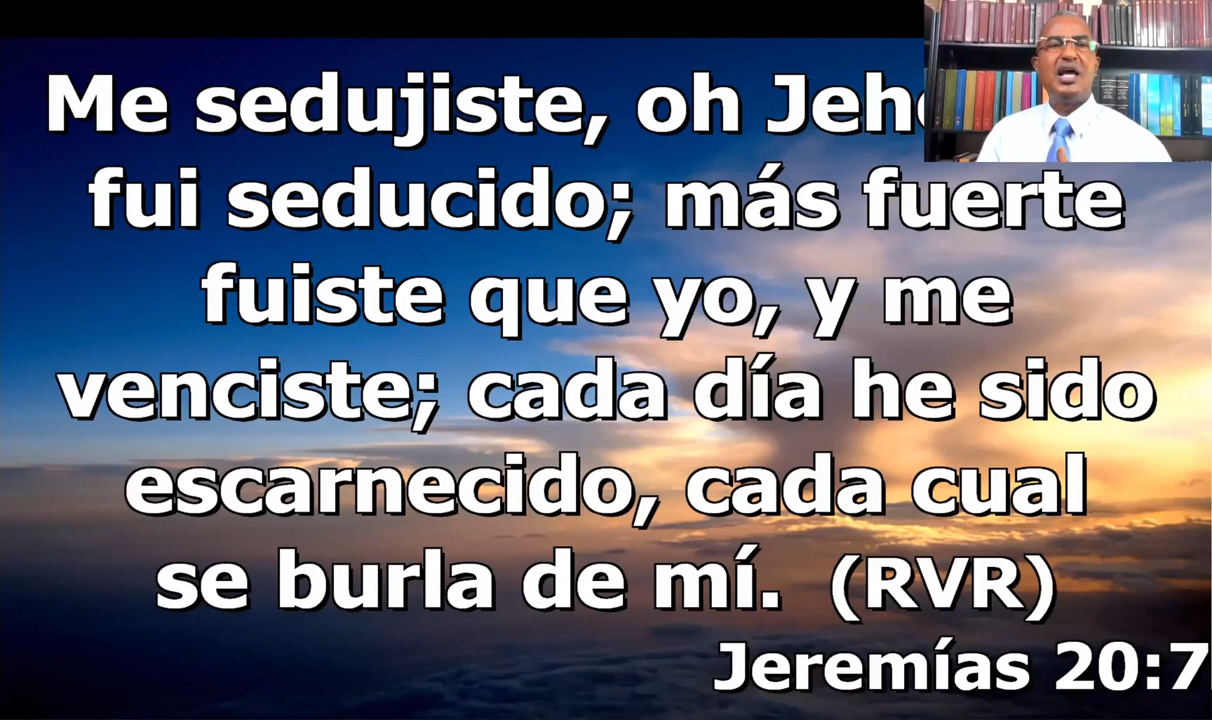 Me sedujiste, oh
fui seducido; más fuerte
fuiste que yo, y me
venciste; cada día he sido
escarnecido, cada cual
se burla de mí. (RVR)
Jeremías 20:7